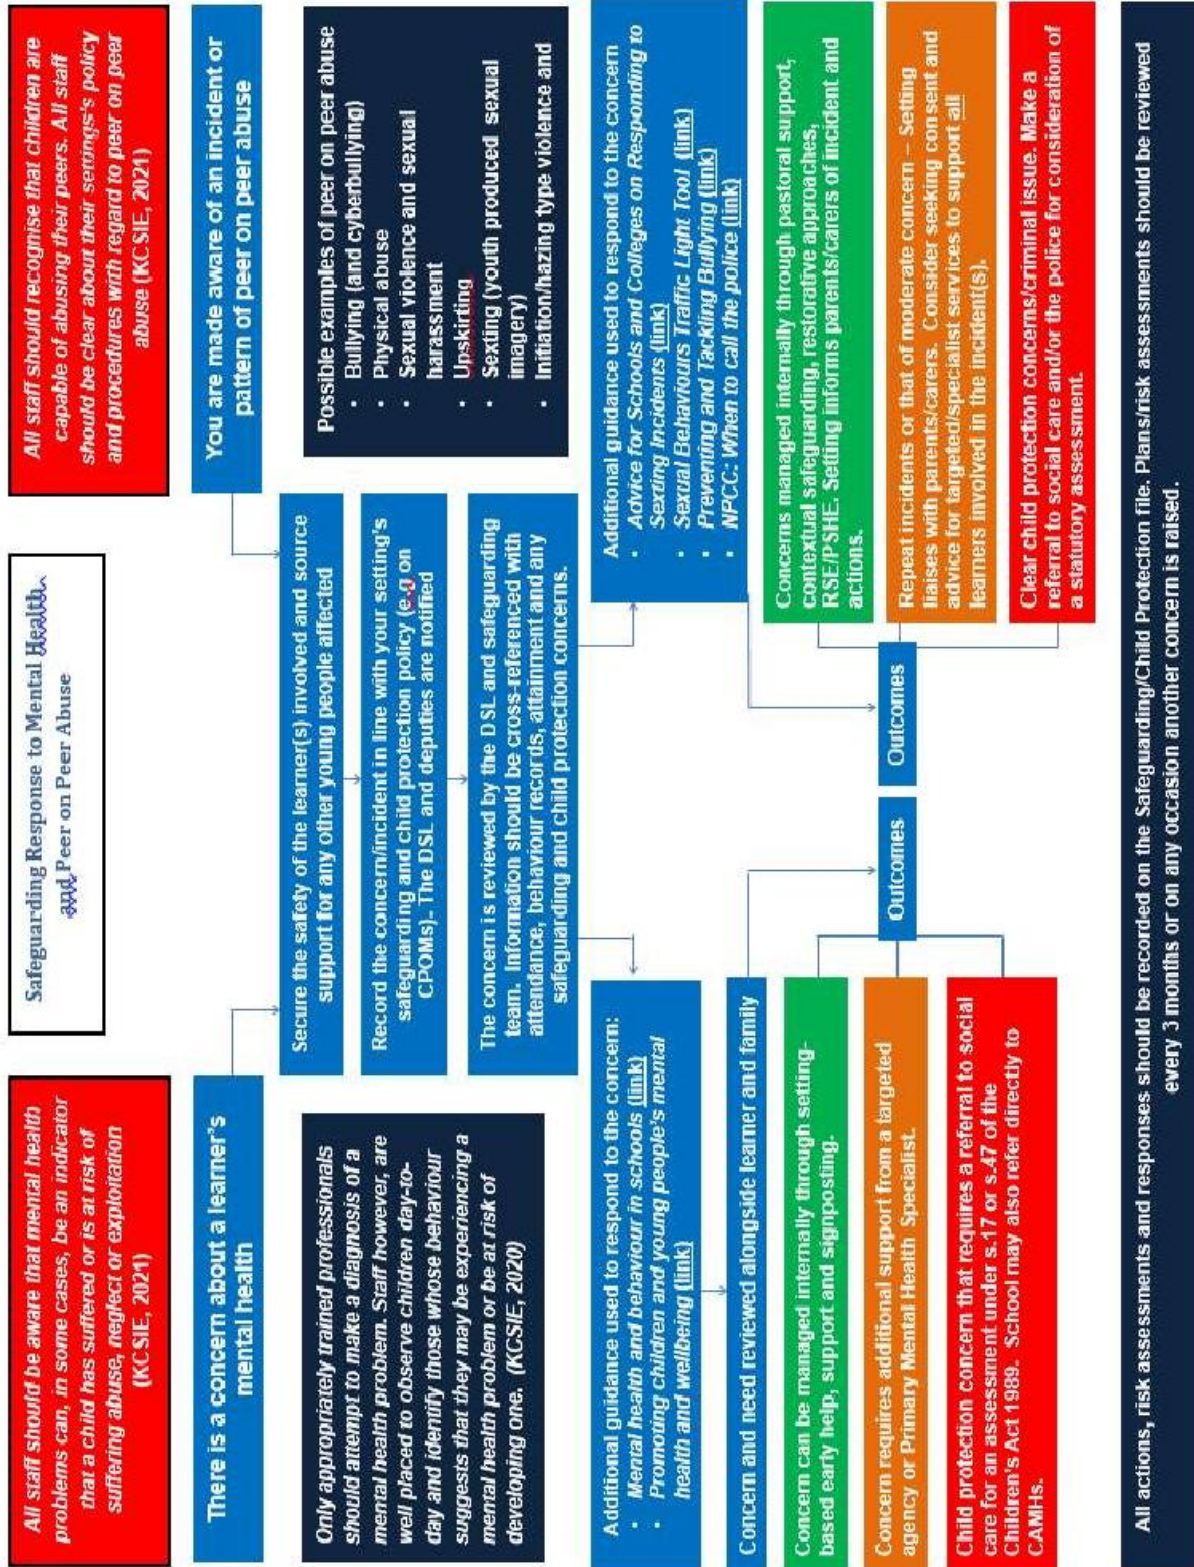 All staff should be aware that mental health
problems can, in some cases, be an indicator
that a child has suffered or is at risk of
suffering abuse, neglect or exploitation
(KCSIE, 2021)
Safeguarding Response to Mental Health
and Peer on Peer Abuse
All staff should recognise that children are
capable of abusing their peers. All staff
should be clear about their settings's policy
and procedures with regard to peer on peer
abuse (KCSIE, 2021)
There is a concern about a learner's
mental health
You are made aware of an incident or
pattern of peer on peer abuse
Secure the safety of the learner(s) involved and source
support for any other young people affected
Record the concern/incident in line with your setting's
safeguarding and child protection policy (e.g. on
CPOMs). The DSL and deputies are notified
The concern is reviewed by the DSL and safeguarding
team. Information should be cross-referenced with
attendance, behaviour records, attainment and any
safeguarding and child protection concerns.
Only appropriately trained professionals
should attempt to make a diagnosis of a
mental health problem. Staff however, are
well placed to observe children day-to-
day and identify those whose behaviour
suggests that they may be experiencing a
mental health problem or be at risk of
developing one. (KCSIE, 2020)
Possible examples of peer on peer abuse
• Bullying (and cyberbullying)
• Physical abuse
• Sexual violence and sexual
harassment
• Upskirting
• Sexting (youth produced sexual
imagery)
• Initiation/hazing type violence and
Additional guidance used to respond to the concern:
• Mental health and behaviour in schools (link)
• Promoting children and young people's mental
health and wellbeing (link)
Concern and need reviewed alongside learner and family
Additional guidance used to respond to the concern
• Advice for Schools and Colleges on Responding to
Sexting Incidents (link)
• Sexual Behaviours Traffic Light Tool (link)
• Preventing and Tackling Bullying (link)
• NPCC: When to call the police (link)
Concern can be managed internally through setting-
based early help, support and signposting.
Concern requires additional support from a targeted
agency or Primary Mental Health Specialist.
Child protection concern that requires a referral to social
care for an assessment under s.17 or s.47 of the
Children's Act 1989. School may also refer directly to
CAMHs.
Outcomes
Outcomes
Concerns managed internally through pastoral support,
contextual safeguarding, restorative approaches,
RSE/PSHE. Setting informs parents/carers of incident and
actions.
Repeat incidents or that of moderate concern – Setting
liaises with parents/carers. Consider seeking consent and
advice for targeted/specialist services to support all
learners involved in the incident(s).
Clear child protection concerns/criminal issue. Make a
referral to social care and/or the police for consideration of
a statutory assessment.
All actions, risk assessments and responses should be recorded on the Safeguarding/Child Protection file. Plans/risk assessments should be reviewed
every 3 months or on any occasion another concern is raised.